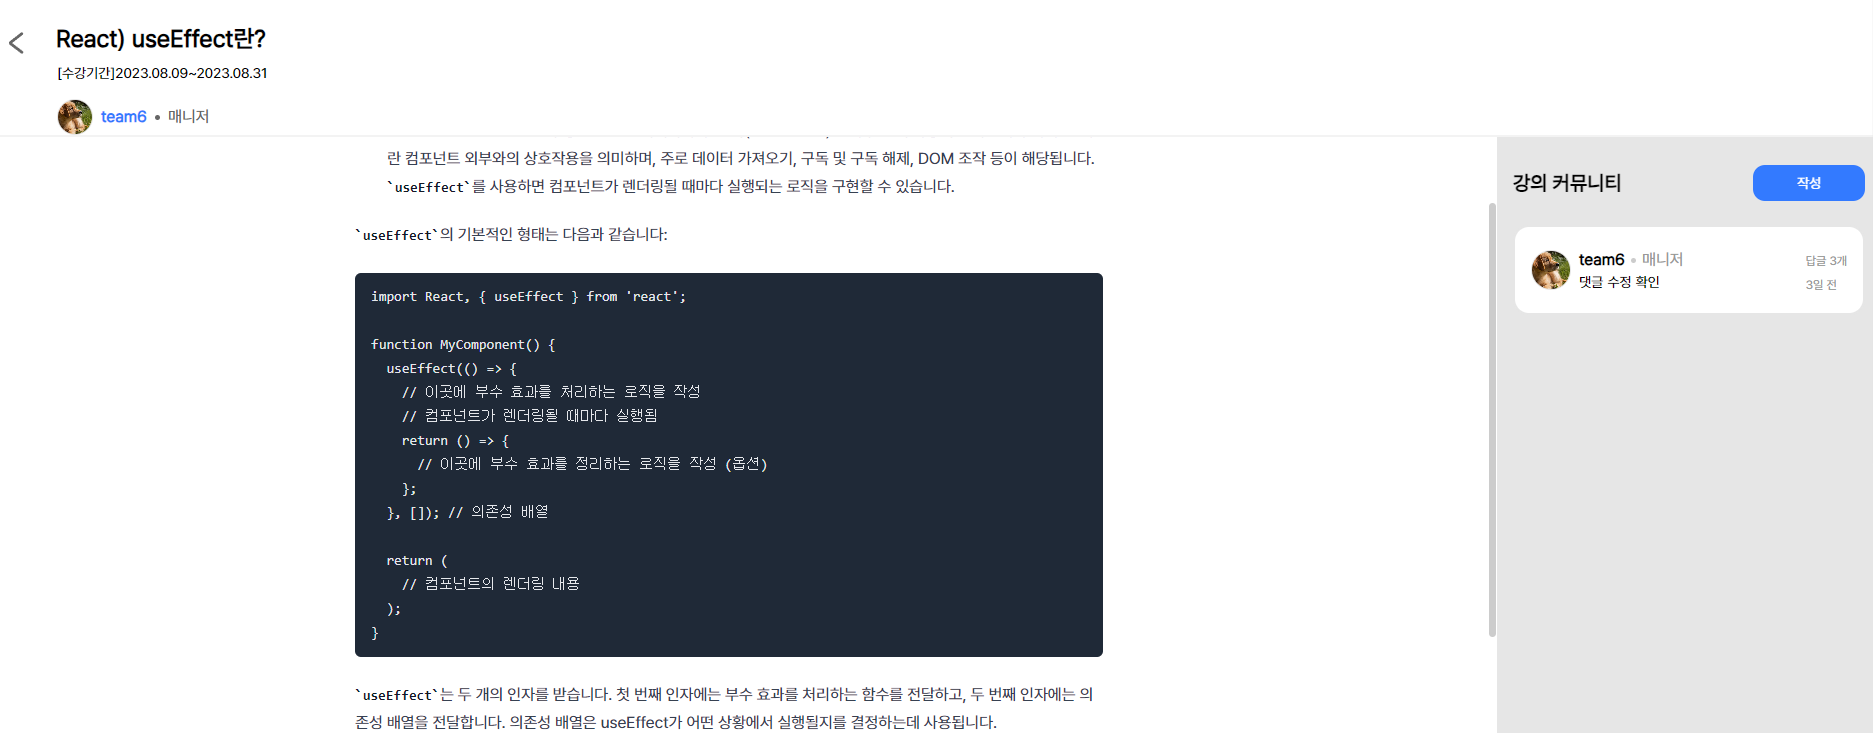 React) useEffect란?
[수강기간]2023.08.09~2023.08.31
team6 • 매니저
란 컴포넌트 외부와의 상호작용을 의미하며, 주로 데이터 가져오기, 구독 및 구독 해제, DOM 조작 등이 해당됩니다.
`useEffect`를 사용하면 컴포넌트가 렌더링될 때마다 실행되는 로직을 구현할 수 있습니다.
`useEffect`의 기본적인 형태는 다음과 같습니다:
import React, { useEffect } from 'react';
function MyComponent() {
useEffect(() => {
// 이곳에 부수 효과를 처리하는 로직을 작성
// 컴포넌트가 렌더링될 때마다 실행됨
return () => {
// 이곳에 부수 효과를 정리하는 로직을 작성 (옵션)
};
}, []); // 의존성 배열
return (
// 컴포넌트의 렌더링 내용
);
}
`useEffect`는 두 개의 인자를 받습니다. 첫 번째 인자에는 부수 효과를 처리하는 함수를 전달하고, 두 번째 인자에는 의
존성 배열을 전달합니다. 의존성 배열은 useEffect가 어떤 상황에서 실행될지를 결정하는데 사용됩니다.
강의 커뮤니티
작성
team6 • 매니저
답글 3개
댓글 수정 확인
3일 전